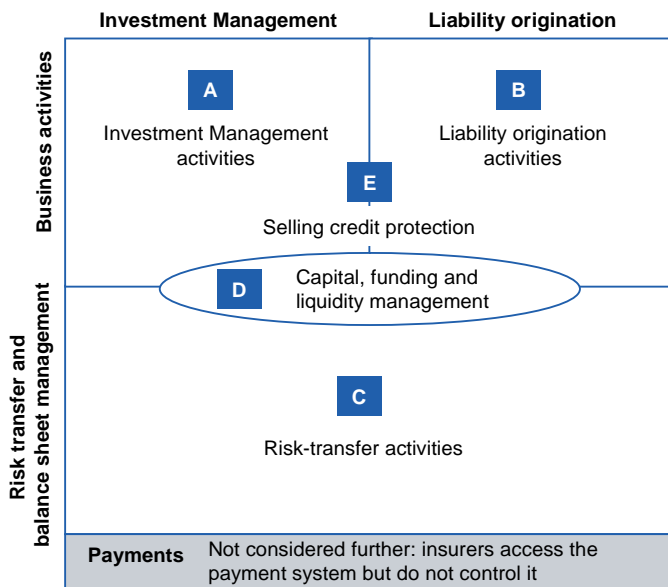 Investment Management
Liability origination
Business activities
A
Investment Management
activities
B
Liability origination
activities
E
Selling credit protection
D
Capital, funding and
liquidity management
Risk transfer and
balance sheet management
C
Risk-transfer activities
Payments
Not considered further: insurers access the
payment system but do not control it